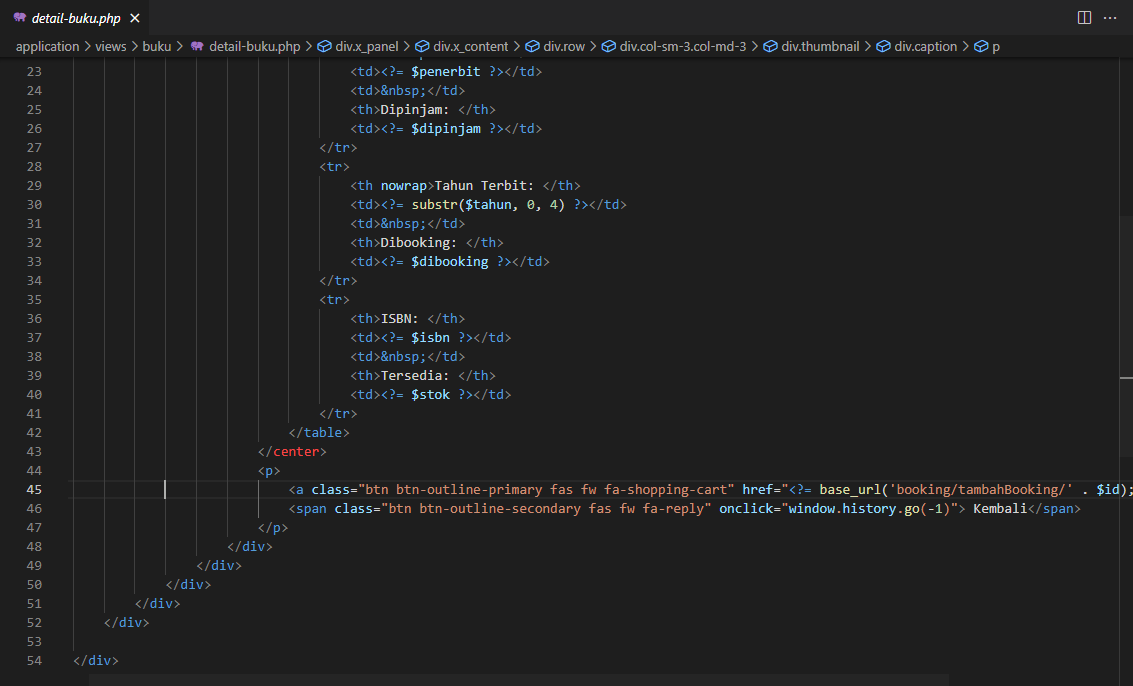 detail-buku.php
application > views > buku > detail-buku.php > div.x_panel > div.x_content > div.row > div.col-sm-3.col-md-3 > div.thumbnail > div.caption > p
23 <td><?= $penerbit ?></td>
24 <td>&nbsp;</td>
25 <th>Dipinjam: </th>
26 <td><?= $dipinjam ?></td>
27 </tr>
28 <tr>
29 <th nowrap>Tahun Terbit: </th>
30 <td><?= substr($tahun, 0, 4) ?></td>
31 <td>&nbsp;</td>
32 <th>Dibooking: </th>
33 <td><?= $dibooking ?></td>
34 </tr>
35 <tr>
36 <th>ISBN: </th>
37 <td><?= $isbn ?></td>
38 <td>&nbsp;</td>
39 <th>Tersedia: </th>
40 <td><?= $stok ?></td>
41 </tr>
42 </table>
43 </center>
44 <p>
45 <a class="btn btn-outline-primary fas fw fa-shopping-cart" href="<?= base_url('booking/tambahBooking/' . $id);
46 <span class="btn btn-outline-secondary fas fw fa-reply" onclick="window.history.go(-1)"> Kembali</span>
47 </p>
48 </div>
49 </div>
50 </div>
51 </div>
52 </div>
53
54 </div>